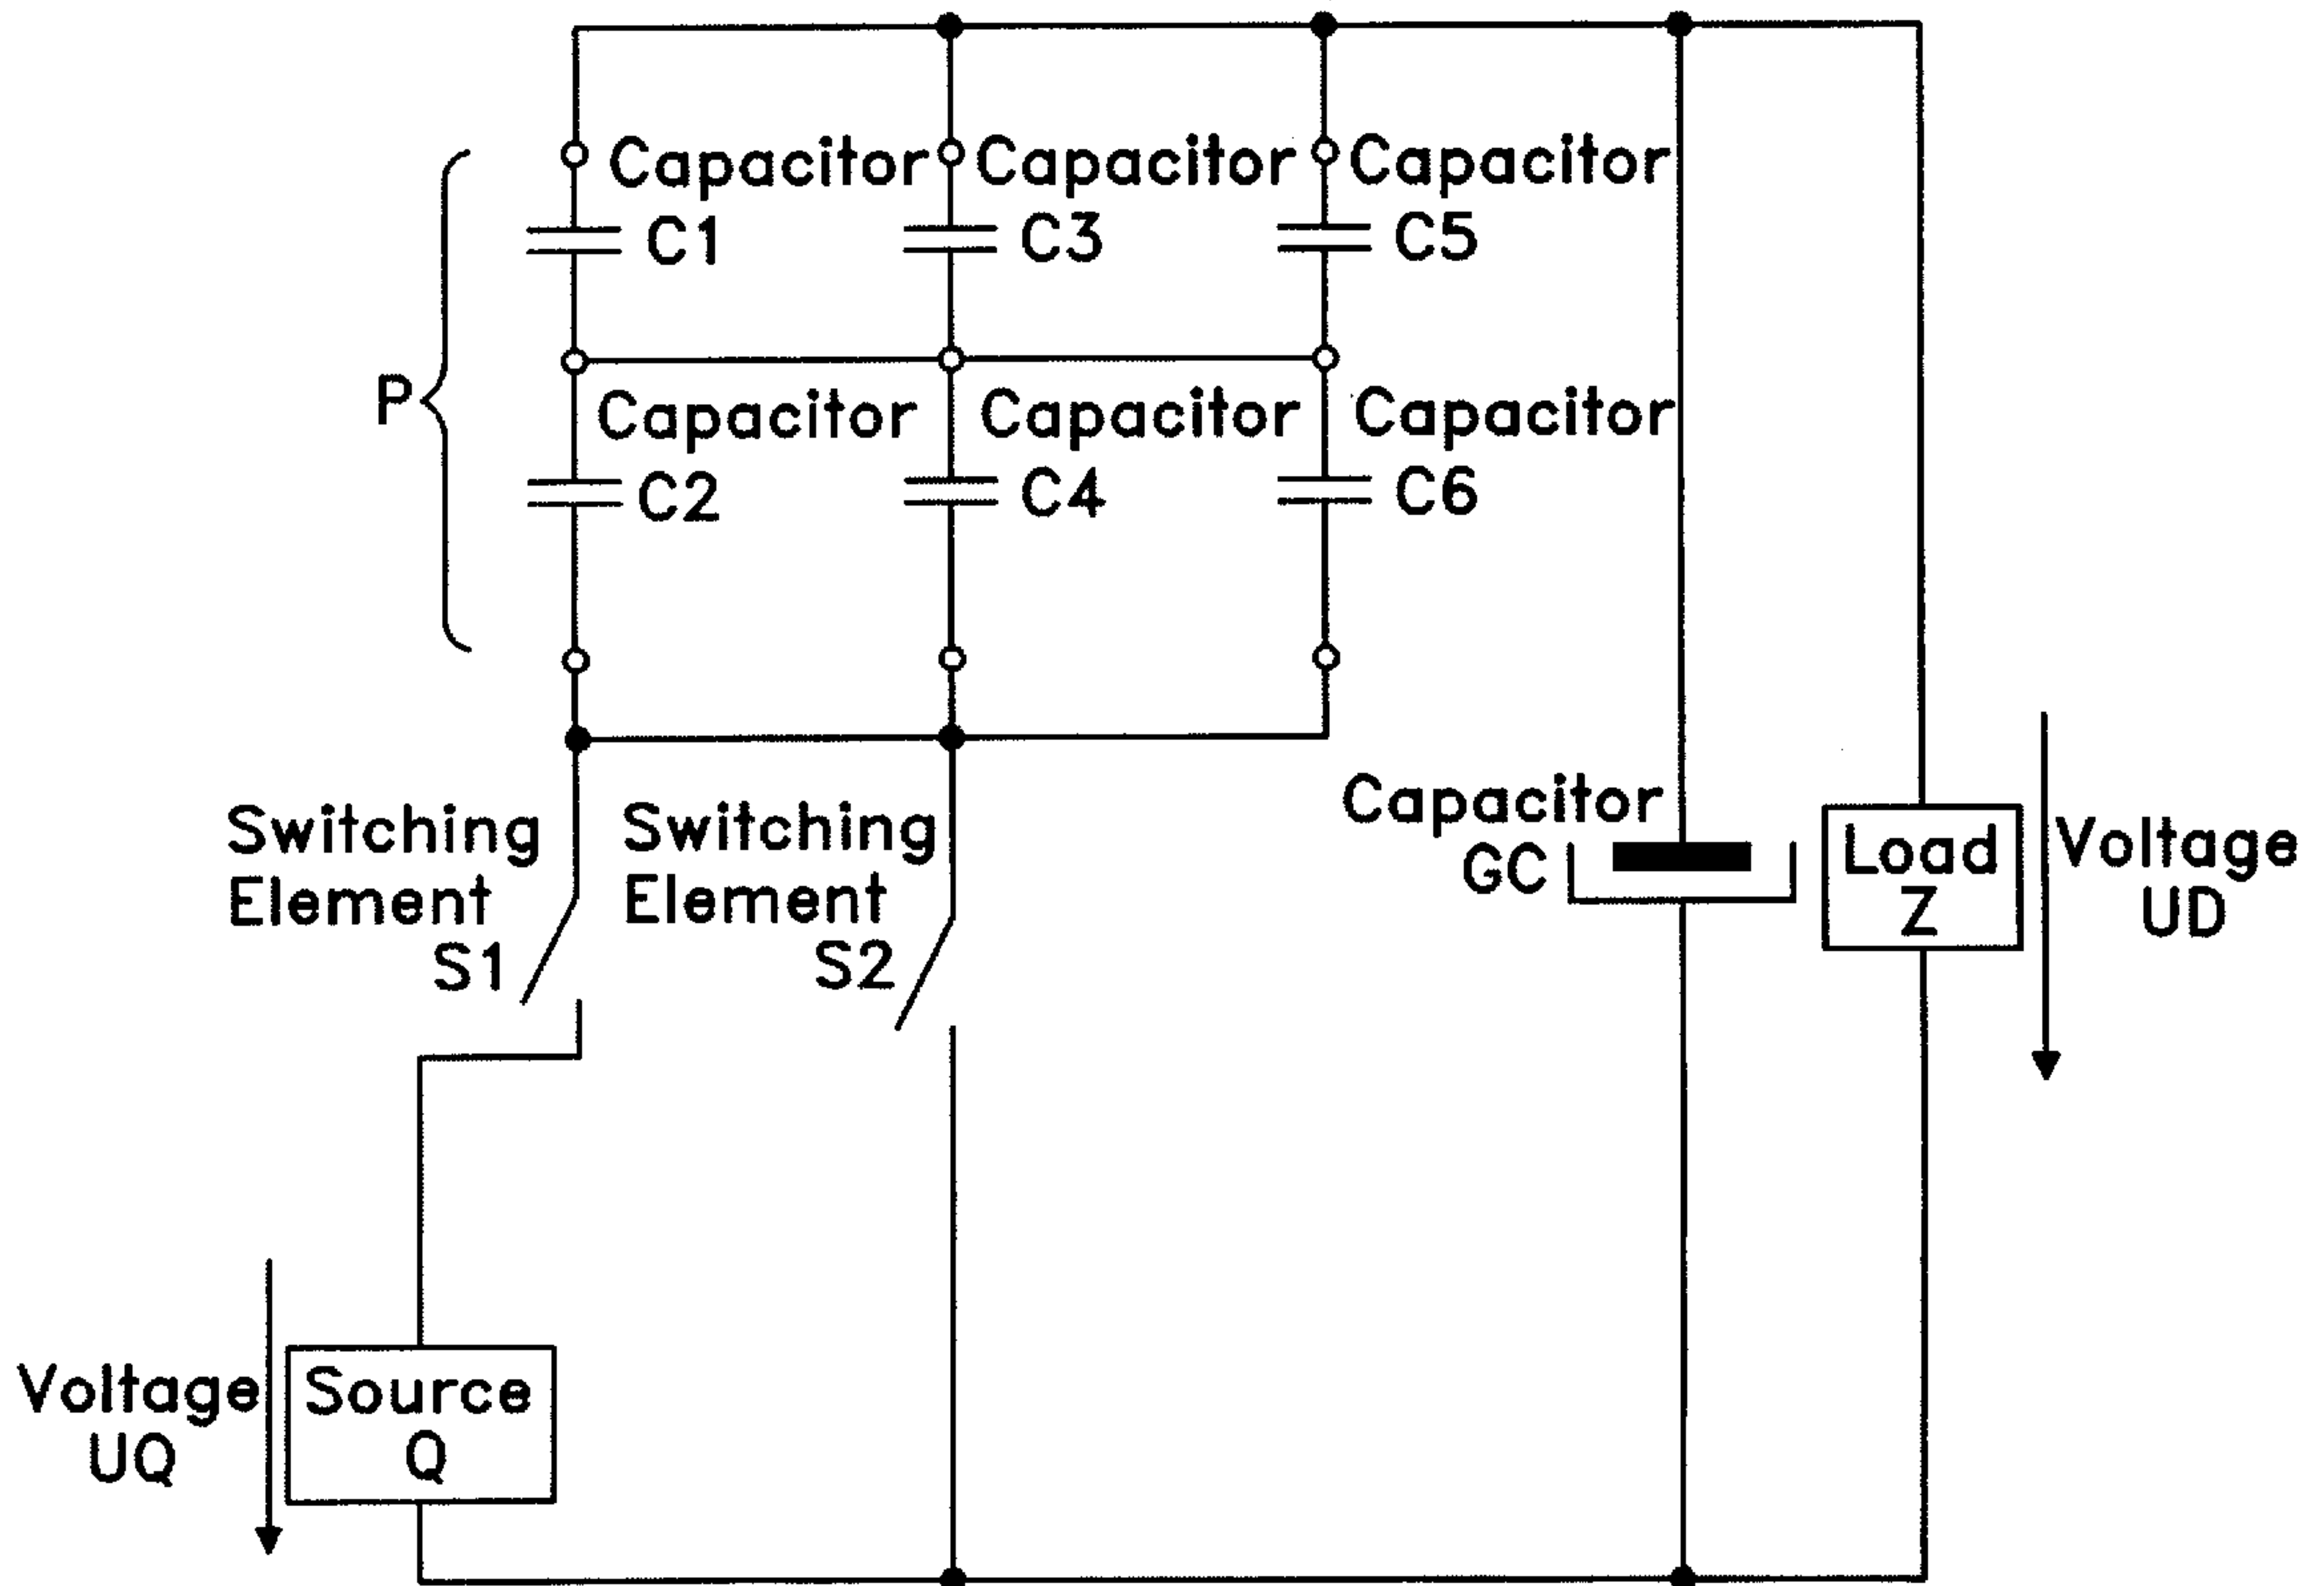 Capacitor
C1
Capacitor
C3
Capacitor
C5
P
Capacitor
C2
Capacitor
C4
Capacitor
C6
Switching
Element
S1
Switching
Element
S2
Capacitor
GC
Load
Z
Voltage
UD
Voltage
UQ
Source
Q